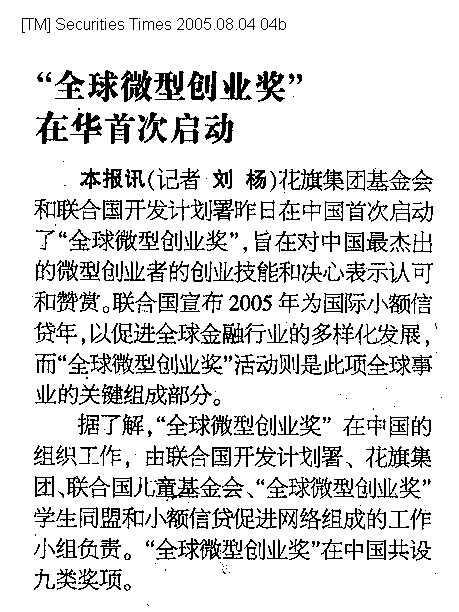 [TM] Securities Times 2005.08.04 04b
“全球微型创业奖”
在华首次启动
本报讯(记者 刘 杨)花旗集团基金会
和联合国开发计划署昨日在中国首次启动
了“全球微型创业奖”,旨在对中国最杰出
的微型创业者的创业技能和决心表示认可
和赞赏。联合国宣布 2005 年为国际小额信
贷年,以促进全球金融行业的多样化发展,
而“全球微型创业奖”活动则是此项全球事
业的关键组成部分。
据了解,“全球微型创业奖” 在中国的
组织工作, 由联合国开发计划署、花旗集
团、联合国儿童基金会、“全球微型创业奖”
学生同盟和小额信贷促进网络组成的工作
小组负责。“全球微型创业奖”在中国共设
九类奖项。